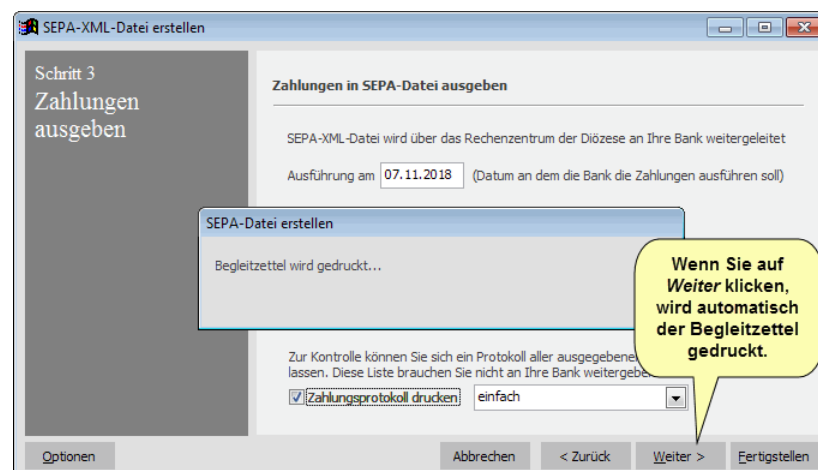 SEPA-XML-Datei erstellen
Schritt 3
Zahlungen
ausgeben
Zahlungen in SEPA-Datei ausgeben
SEPA-XML-Datei wird über das Rechenzentrum der Diözese an Ihre Bank weitergeleitet
Ausführung am 07.11.2018 (Datum an dem die Bank die Zahlungen ausführen soll)
SEPA-Datei erstellen
Begleitzettel wird gedruckt...
Wenn Sie auf
Weiter klicken,
wird automatisch
der Begleitzettel
gedruckt.
Zur Kontrolle können Sie sich ein Protokoll aller
lassen. Diese Liste brauchen Sie nicht an Ihre Bank
Zahlungsprotokoll drucken einfach
Optionen Abbrechen < Zurück Weiter > Fertigstellen